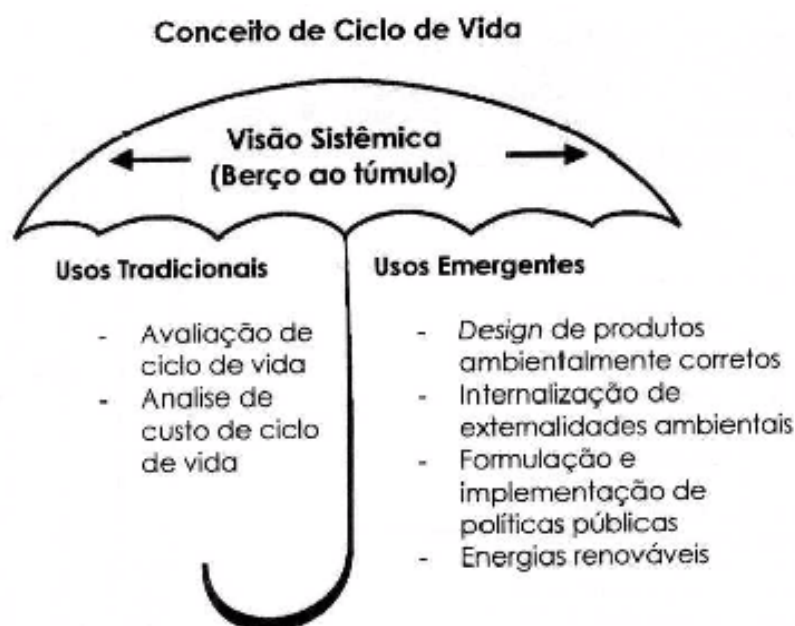 Conceito de Ciclo de Vida
Visão Sistêmica
(Berço ao túmulo)
Usos Tradicionais
- Avaliação de
ciclo de vida
- Analise de
custo de ciclo
de vida
Usos Emergentes
- Design de produtos
ambientalmente corretos
- Internalização de
externalidades ambientais
- Formulação e
implementação de
políticas públicas
- Energias renováveis